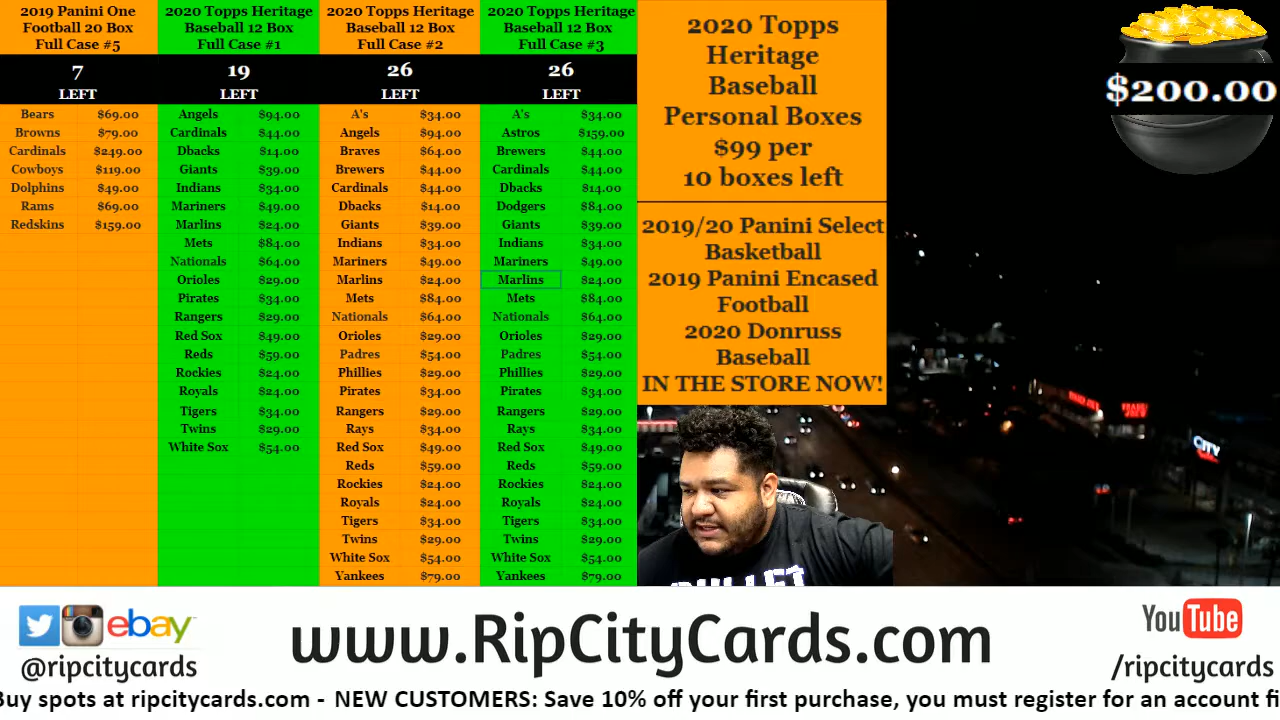 2019 Panini One
Football 20 Box
Full Case #5
7
LEFT
Bears $69.00
Browns $79.00
Cardinals $249.00
Cowboys $119.00
Dolphins $49.00
Rams $69.00
Redskins $159.00
2020 Topps Heritage
Baseball 12 Box
Full Case #1
19
LEFT
Angels $94.00
Cardinals $44.00
Dbacks $14.00
Giants $39.00
Indians $34.00
Mariners $49.00
Marlins $24.00
Mets $84.00
Nationals $64.00
Orioles $29.00
Pirates $34.00
Rangers $29.00
Red Sox $49.00
Reds $59.00
Rockies $24.00
Royals $24.00
Tigers $34.00
Twins $29.00
White Sox $54.00
2020 Topps Heritage
Baseball 12 Box
Full Case #2
26
LEFT
A's $34.00
Angels $94.00
Braves $64.00
Brewers $44.00
Cardinals $44.00
Dbacks $14.00
Giants $39.00
Indians $34.00
Mariners $49.00
Marlins $24.00
Mets $84.00
Nationals $64.00
Orioles $29.00
Padres $54.00
Phillies $29.00
Pirates $34.00
Rangers $29.00
Rays $34.00
Red Sox $49.00
Reds $59.00
Rockies $24.00
Royals $24.00
Tigers $34.00
Twins $29.00
White Sox $54.00
Yankees $79.00
2020 Topps Heritage
Baseball 12 Box
Full Case #3
26
LEFT
A's $34.00
Astros $159.00
Brewers $44.00
Cardinals $44.00
Dbacks $14.00
Dodgers $84.00
Giants $39.00
Indians $34.00
Mariners $49.00
Marlins $24.00
Mets $84.00
Nationals $64.00
Orioles $29.00
Padres $54.00
Phillies $29.00
Pirates $34.00
Rangers $29.00
Rays $34.00
Red Sox $49.00
Reds $59.00
Rockies $24.00
Royals $24.00
Tigers $34.00
Twins $29.00
White Sox $54.00
Yankees $79.00
2020 Topps
Heritage
Baseball
Personal Boxes
$99 per
10 boxes left
2019/20 Panini Select
Basketball
2019 Panini Encased
Football
2020 Donruss
Baseball
IN THE STORE NOW!
$200.00
CITY
ebay
@ripcitycards
www.RipCityCards.com
YouTube
/ripcitycards
Buy spots at ripcitycards.com - NEW CUSTOMERS: Save 10% off your first purchase, you must register for an account fi